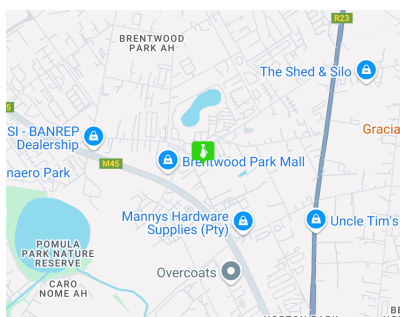 R23
BRENTWOOD
PARK AH
The Shed & Silo
5
SI - BANREP
Dealership
Gracia
Brentwood Park Mall
M45
naero Park
Mannys Hardware
Supplies (Pty)
Uncle Tim's
POMULA
PARK NATURE
RESERVE
Overcoats
CARO
NOME AH